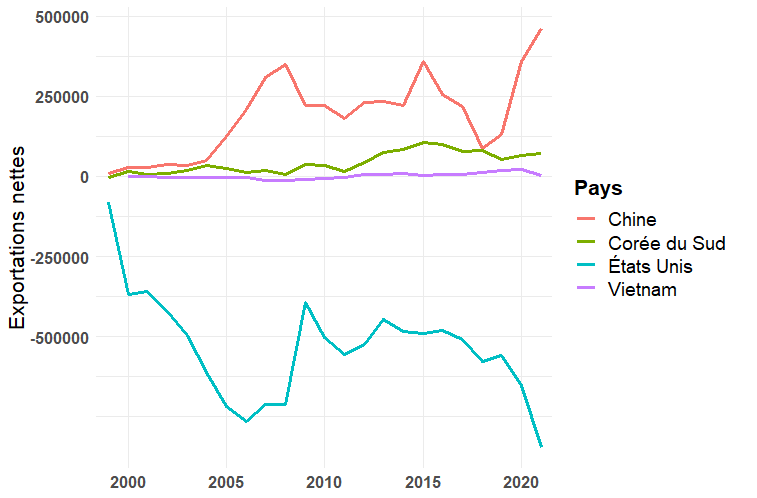 Exportations nettes
500000
250000
0
-250000
-500000
2000
2005
2010
2015
2020
Pays
Chine
Corée du Sud
États Unis
Vietnam